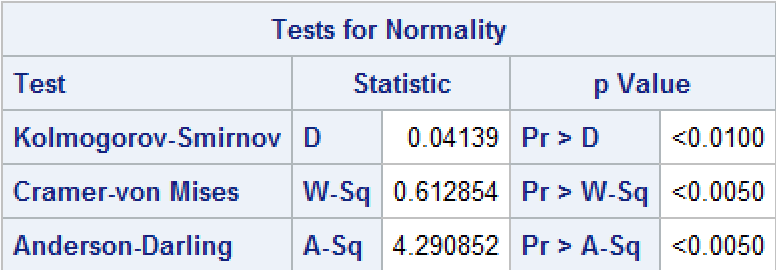 Tests for Normality
Test Statistic p Value
Kolmogorov-Smirnov D 0.04139 Pr > D <0.0100
Cramer-von Mises W-Sq 0.612854 Pr > W-Sq <0.0050
Anderson-Darling A-Sq 4.290852 Pr > A-Sq <0.0050